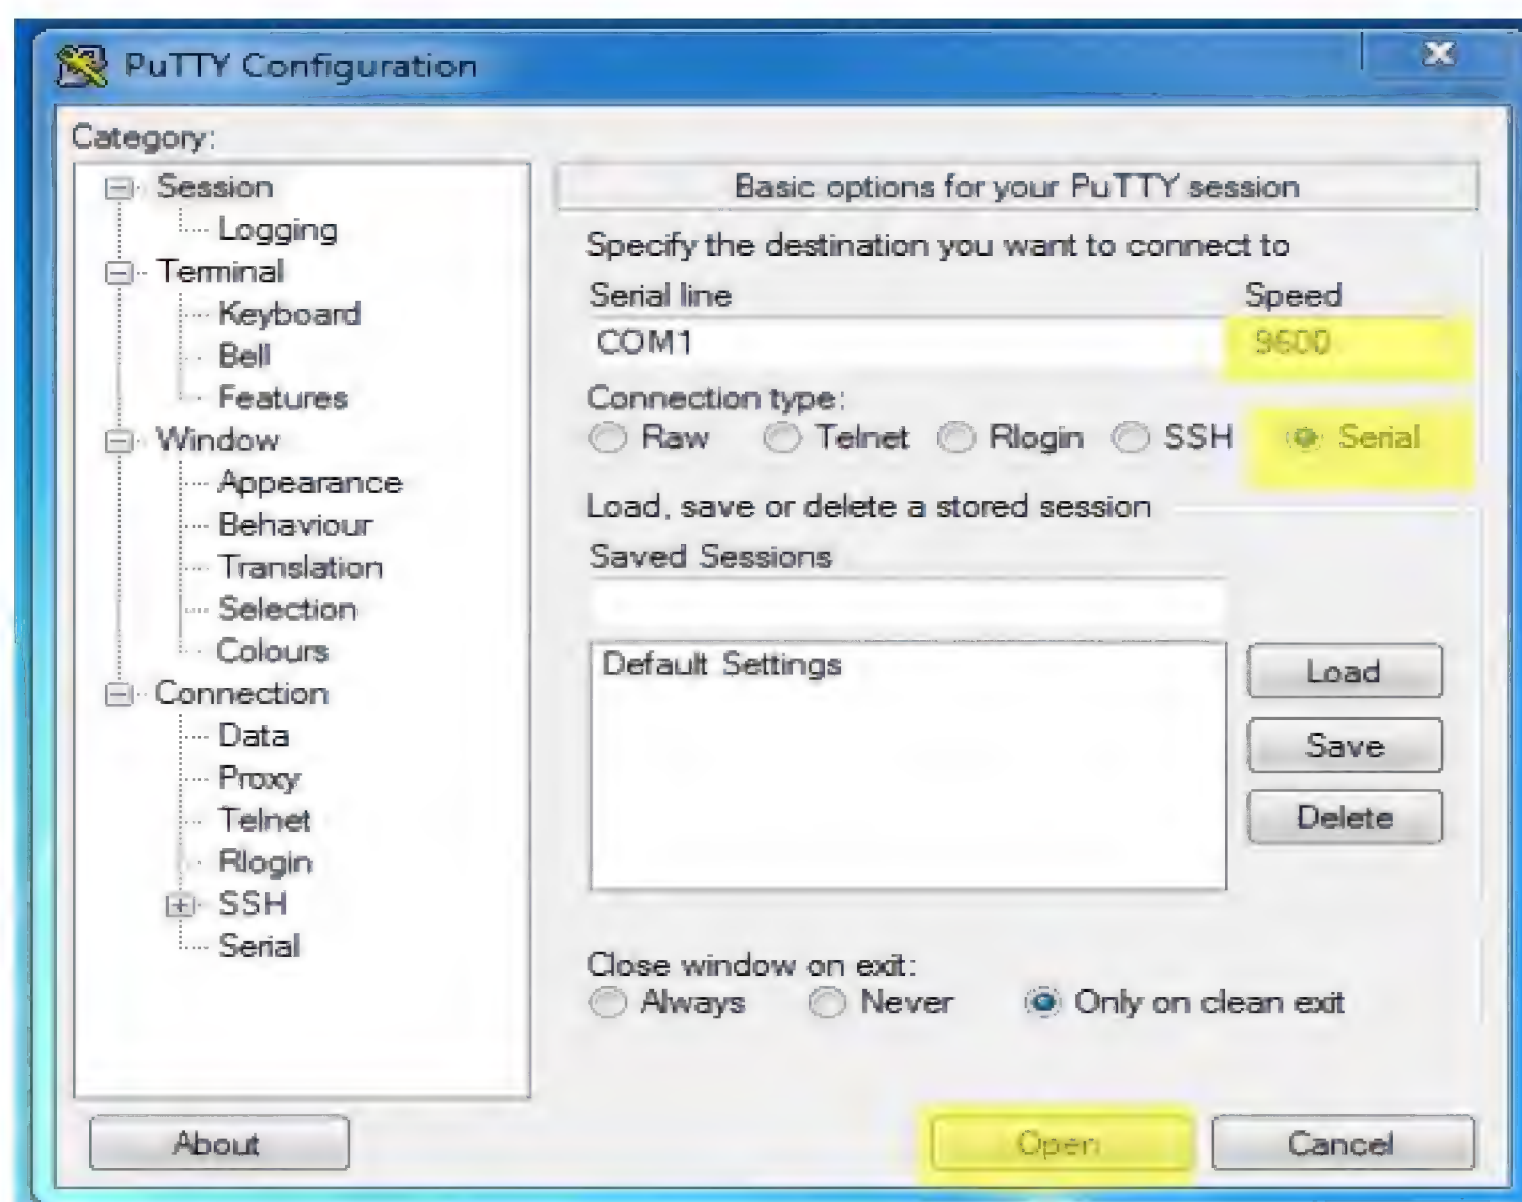 PuTTY Configuration
Category:
Session
Logging
Terminal
Keyboard
Bell
Features
Window
Appearance
Behaviour
Translation
Selection
Colours
Connection
Data
Proxy
Telnet
Rlogin
SSH
Serial
Basic options for your PuTTY session
Specify the destination you want to connect to
Serial line Speed
COM1 9600
Connection type:
Raw Telnet Rlogin SSH Serial
Load, save or delete a stored session
Saved Sessions
Default Settings
Load
Save
Delete
Close window on exit:
Always Never Only on clean exit
About Open Cancel